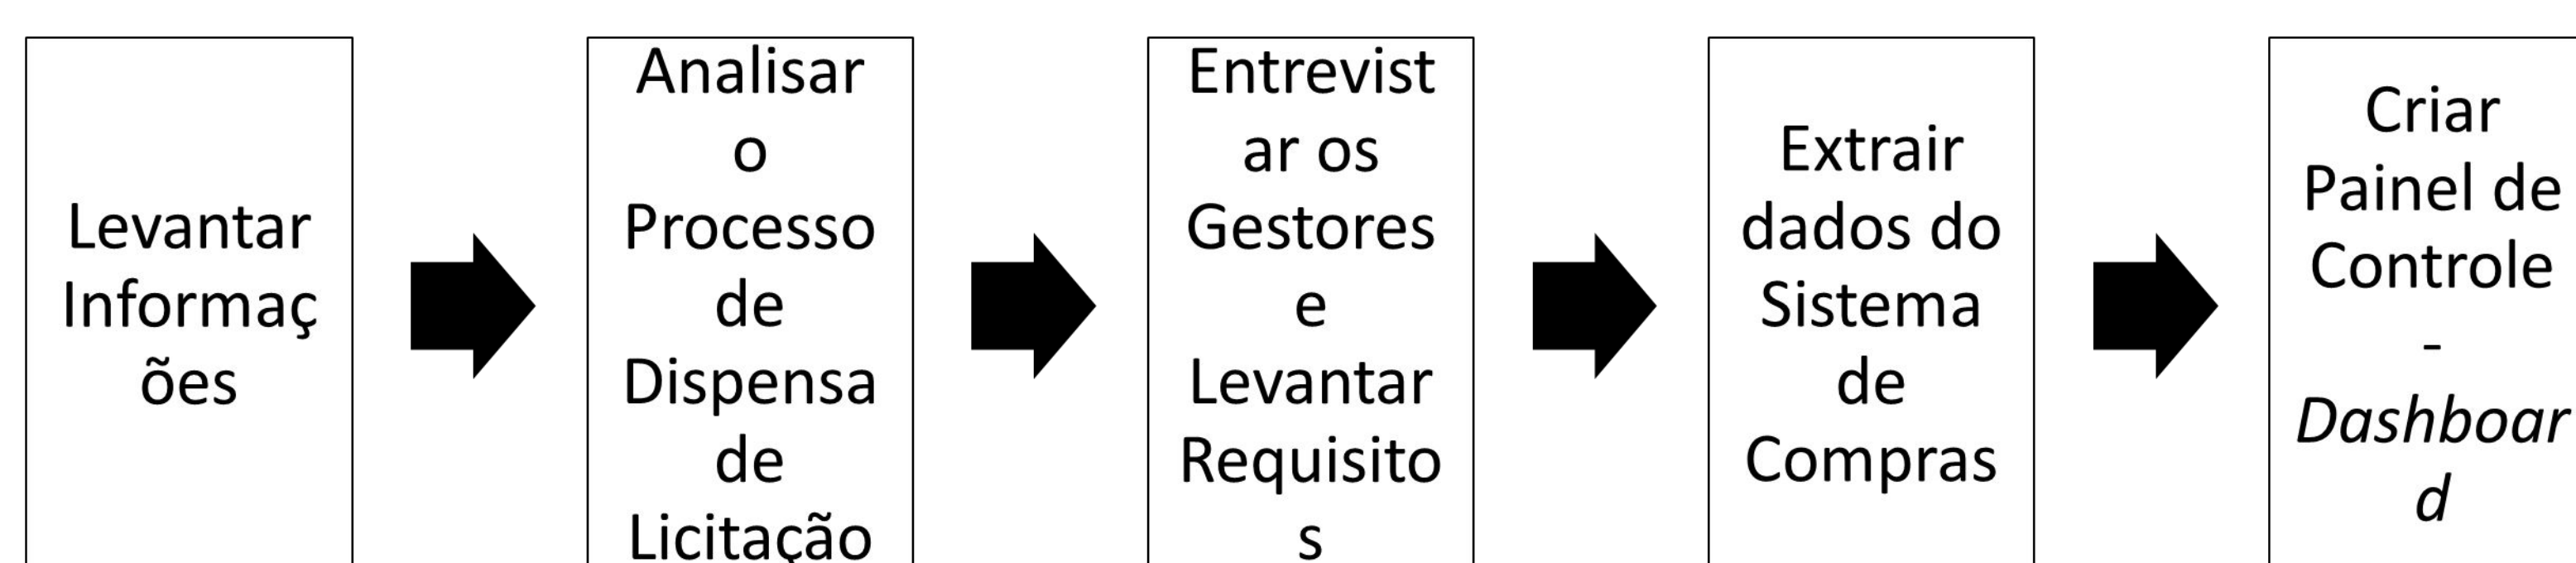 Levantar
Informaç
ões
Analisar
o
Processo
de
Dispensa
de
Licitação
Entrevist
ar os
Gestores
e
Levantar
Requisito
s
Extrair
dados do
Sistema
de
Compras
Criar
Painel de
Controle
-
Dashboar
d